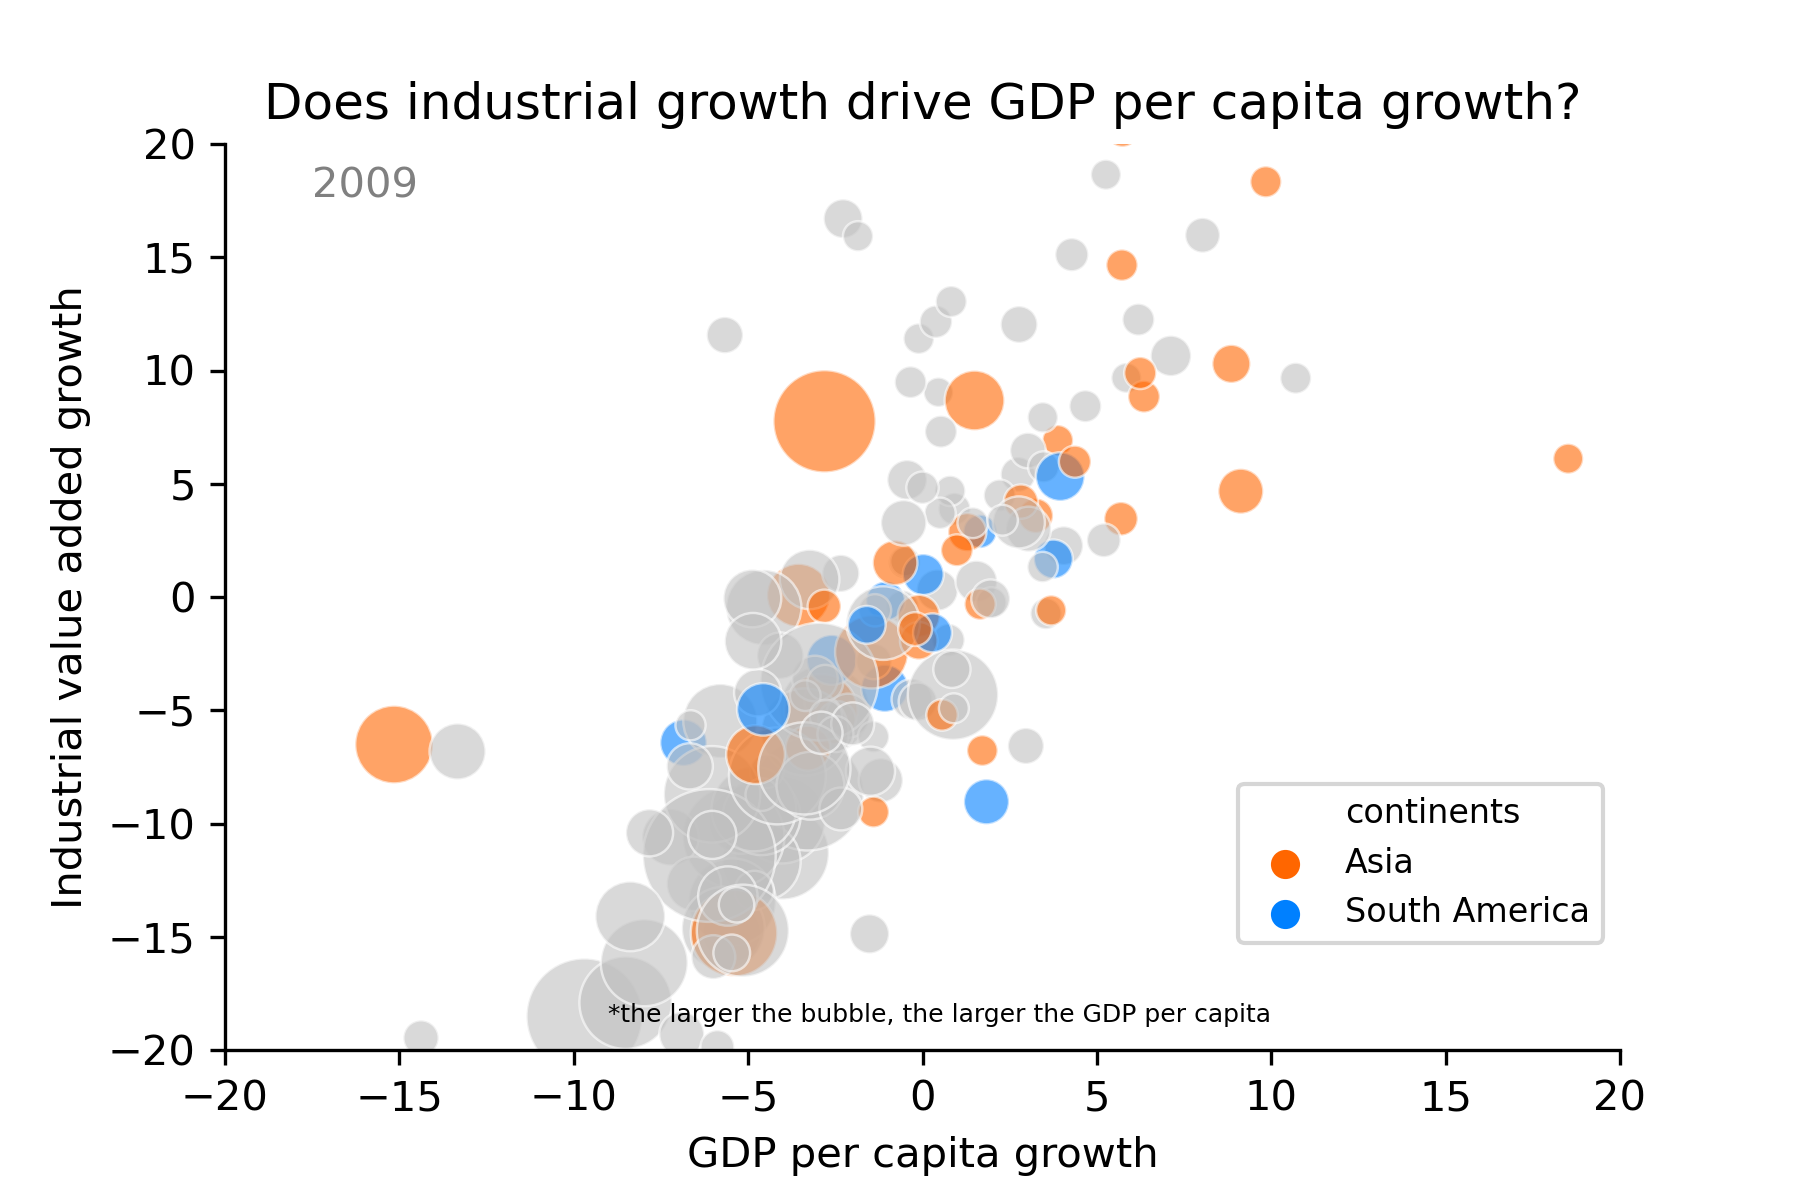 Does industrial growth drive GDP per capita growth?
2009
Industrial value added growth
20
15
10
5
0
−5
−10
−15
−20
continents
Asia
South America
*the larger the bubble, the larger the GDP per capita
−20 −15 −10 −5 0 5 10 15 20
GDP per capita growth